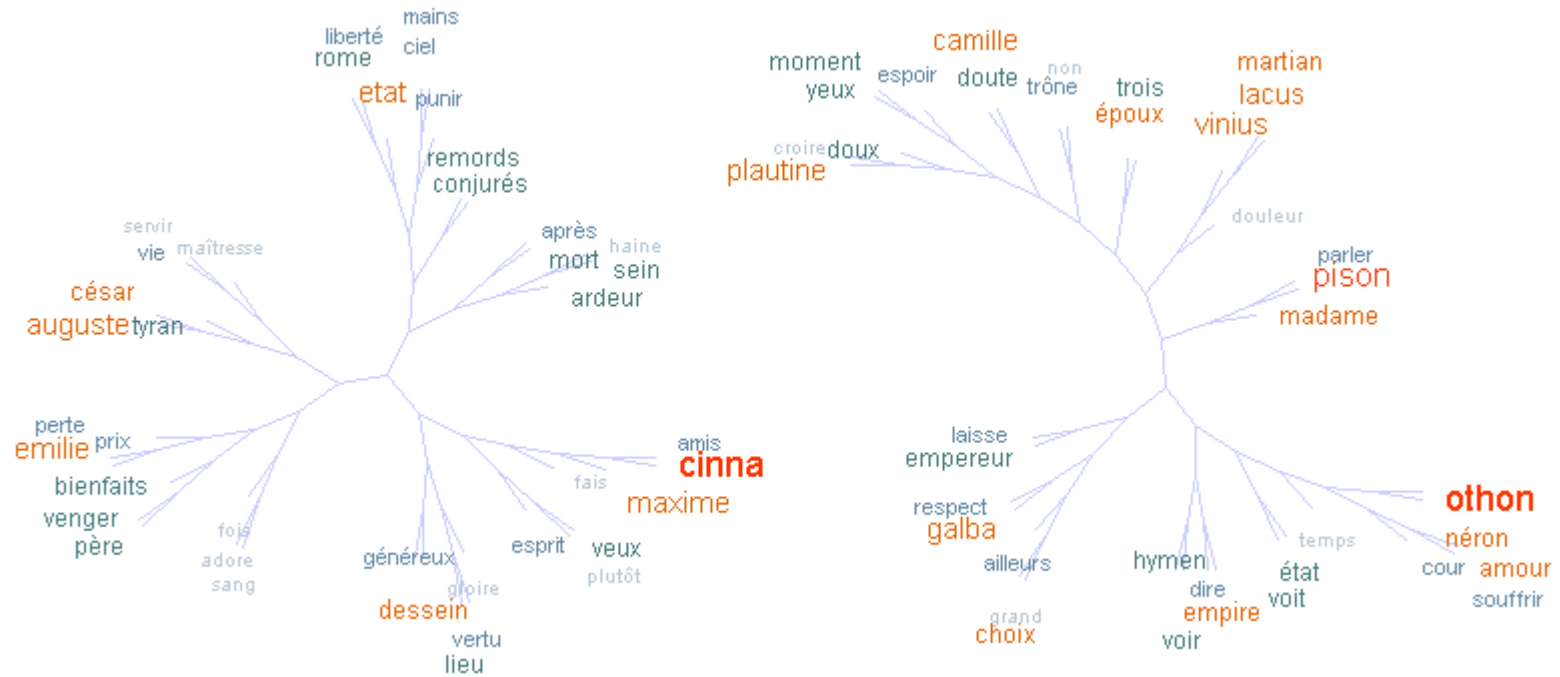 mains
liberté
ciel
rome
etat
punir
remords
conjurés
servir
vie
maîtresse
après
haine
mort
sein
ardeur
césar
auguste
tyran
perte
emilie
prix
bienfaits
venger
père
fois
adore
sang
généreux
gloire
dessein
vertu
lieu
esprit
veux
plutôt
amis
cinna
fais
maxime
camille
moment
yeux
espoir
doute
non
trône
trois
époux
martian
lacus
vinius
croire
doux
plautine
douleur
parler
pison
madame
laisse
empereur
respect
galba
ailleurs
grand
choix
hymen
dire
empire
voir
temps
état
voit
othon
néron
cour
amour
souffrir